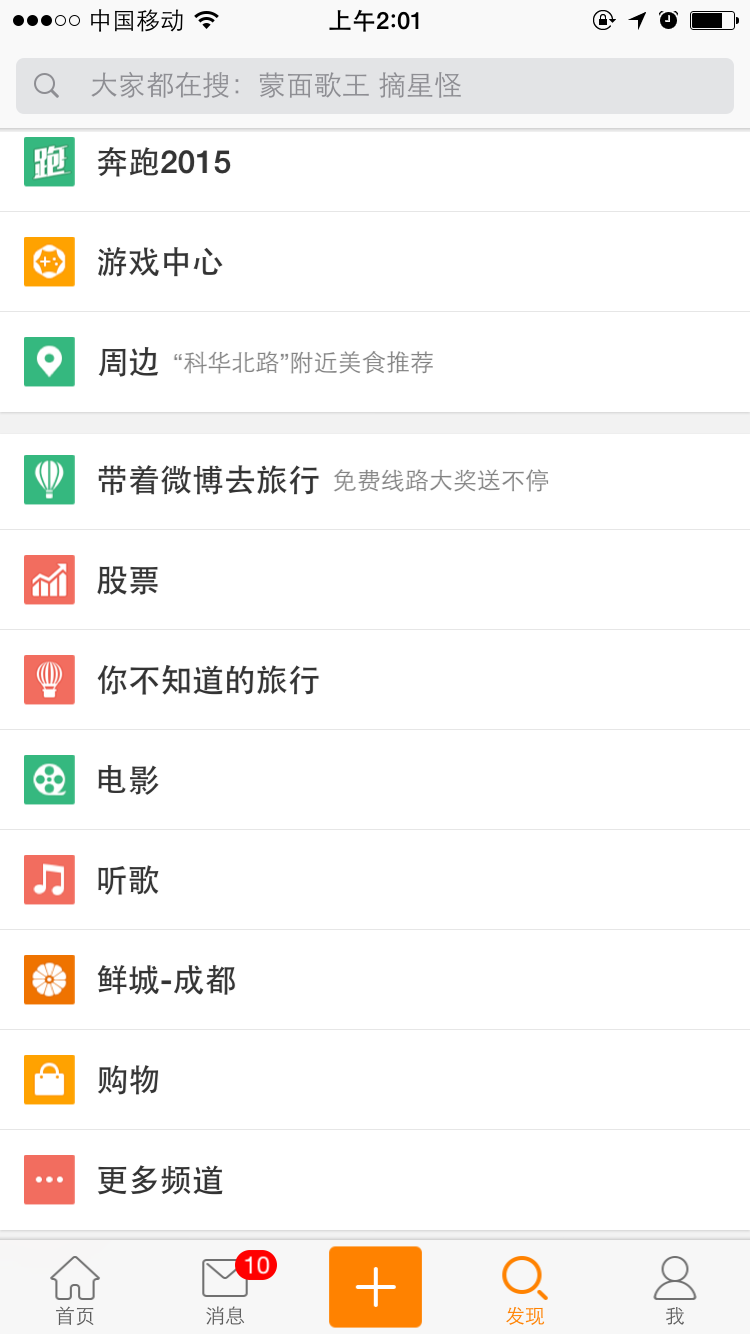 中国移动 上午2:01
大家都在搜：蒙面歌王 摘星怪
跑 奔跑2015
游戏中心
周边 “科华北路”附近美食推荐
带着微博去旅行 免费线路大奖送不停
股票
你不知道的旅行
电影
听歌
鲜城-成都
购物
更多频道
10
首页 消息 发现 我